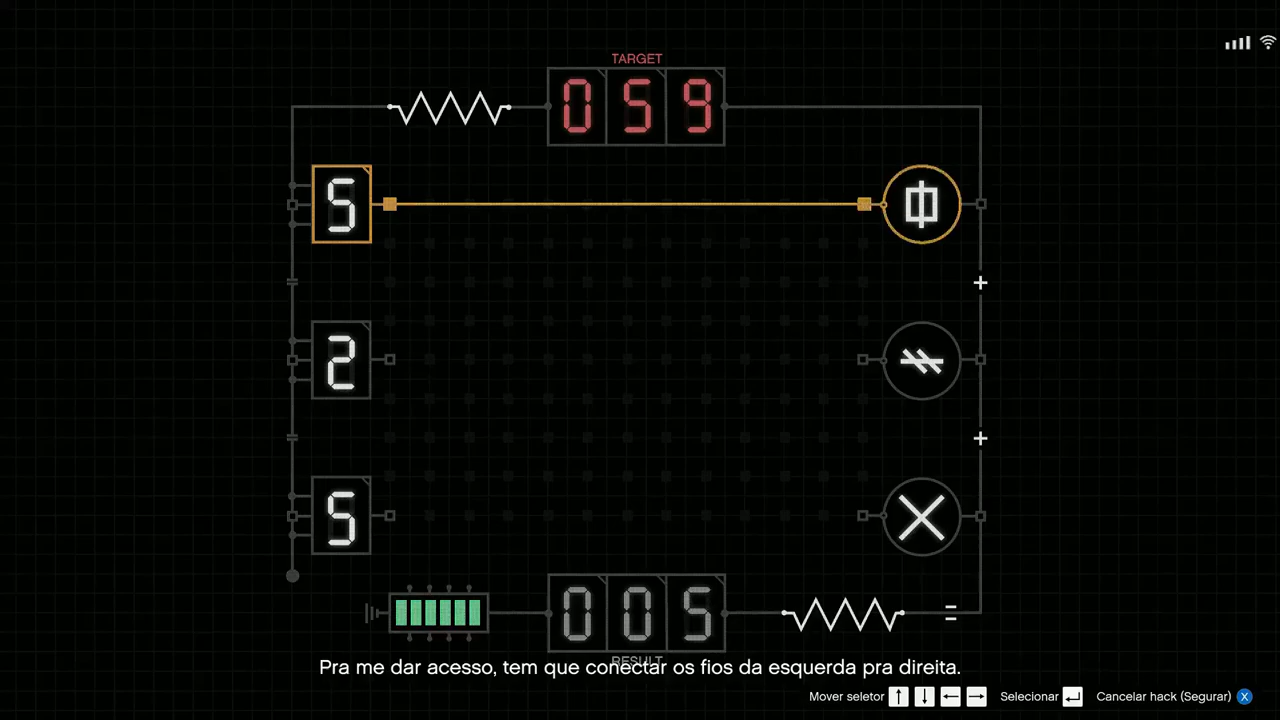 TARGET
059
5
2
5
+
+
=
005
RESULT
Pra me dar acesso, tem que conectar os fios da esquerda pra direita.
Mover seletor ↑ ↓ ← → Selecionar Cancelar hack (Segurar) X